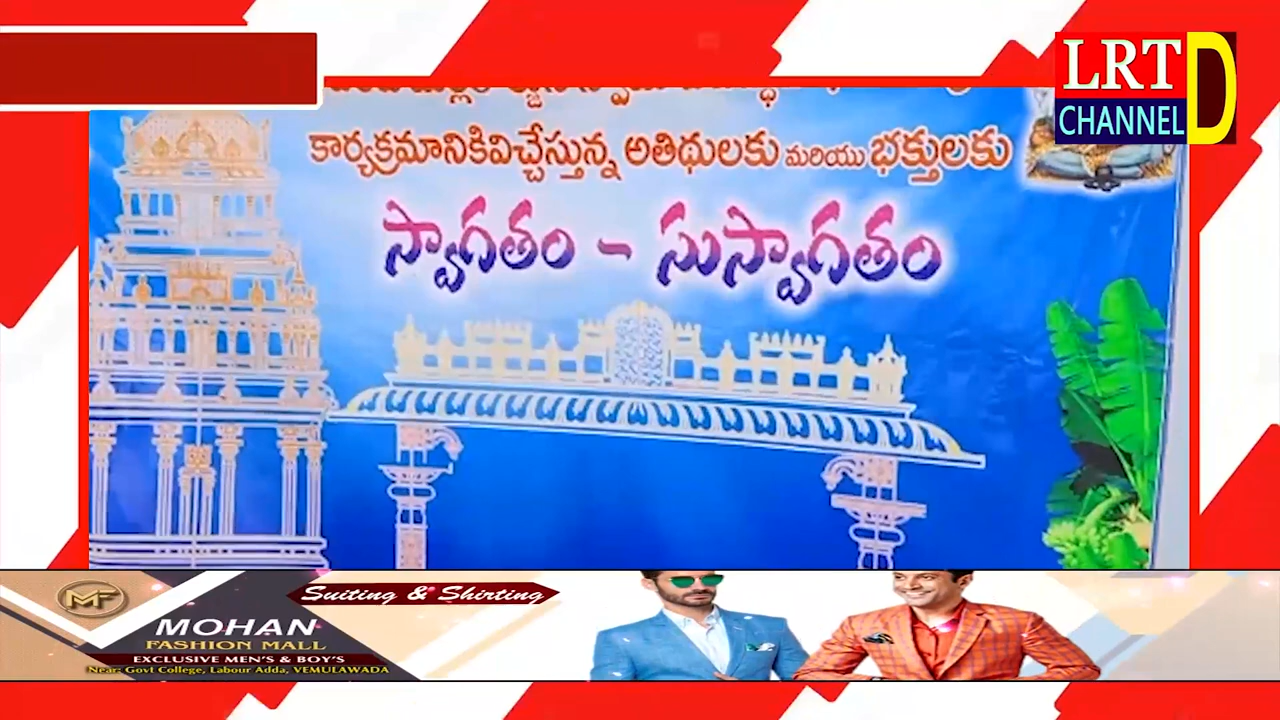 LRT D
CHANNEL
కార్యక్రమానికివిచ్చేస్తున్న అతిథులకు మరియు భక్తులకు
స్వాగతం - సుస్వాగతం
MF
Suiting & Shirting
MOHAN
FASHION MALL
EXCLUSIVE MEN'S & BOY'S
Near: Govt College, Labour Adda, VEMULAWADA